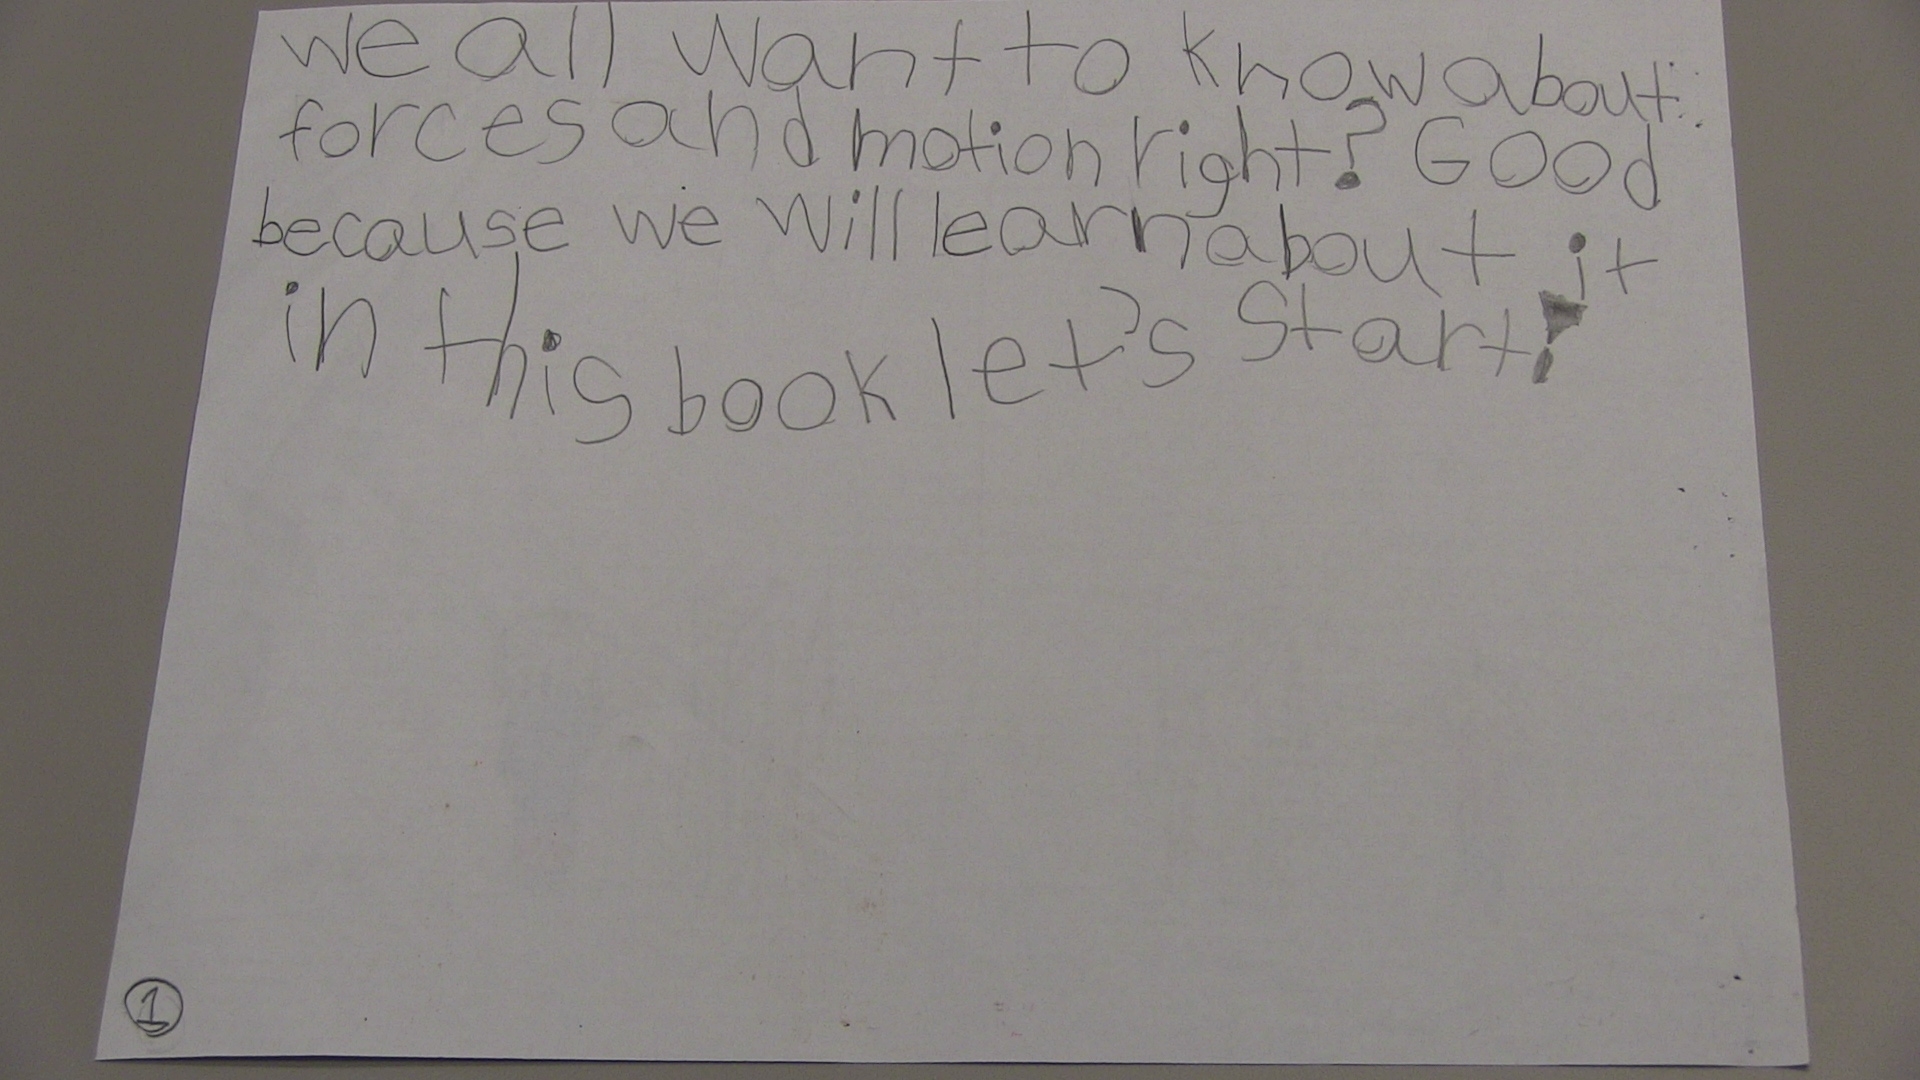 we all want to know about
forces and motion right? Good
because we will learn about it
in this book let's start!
1